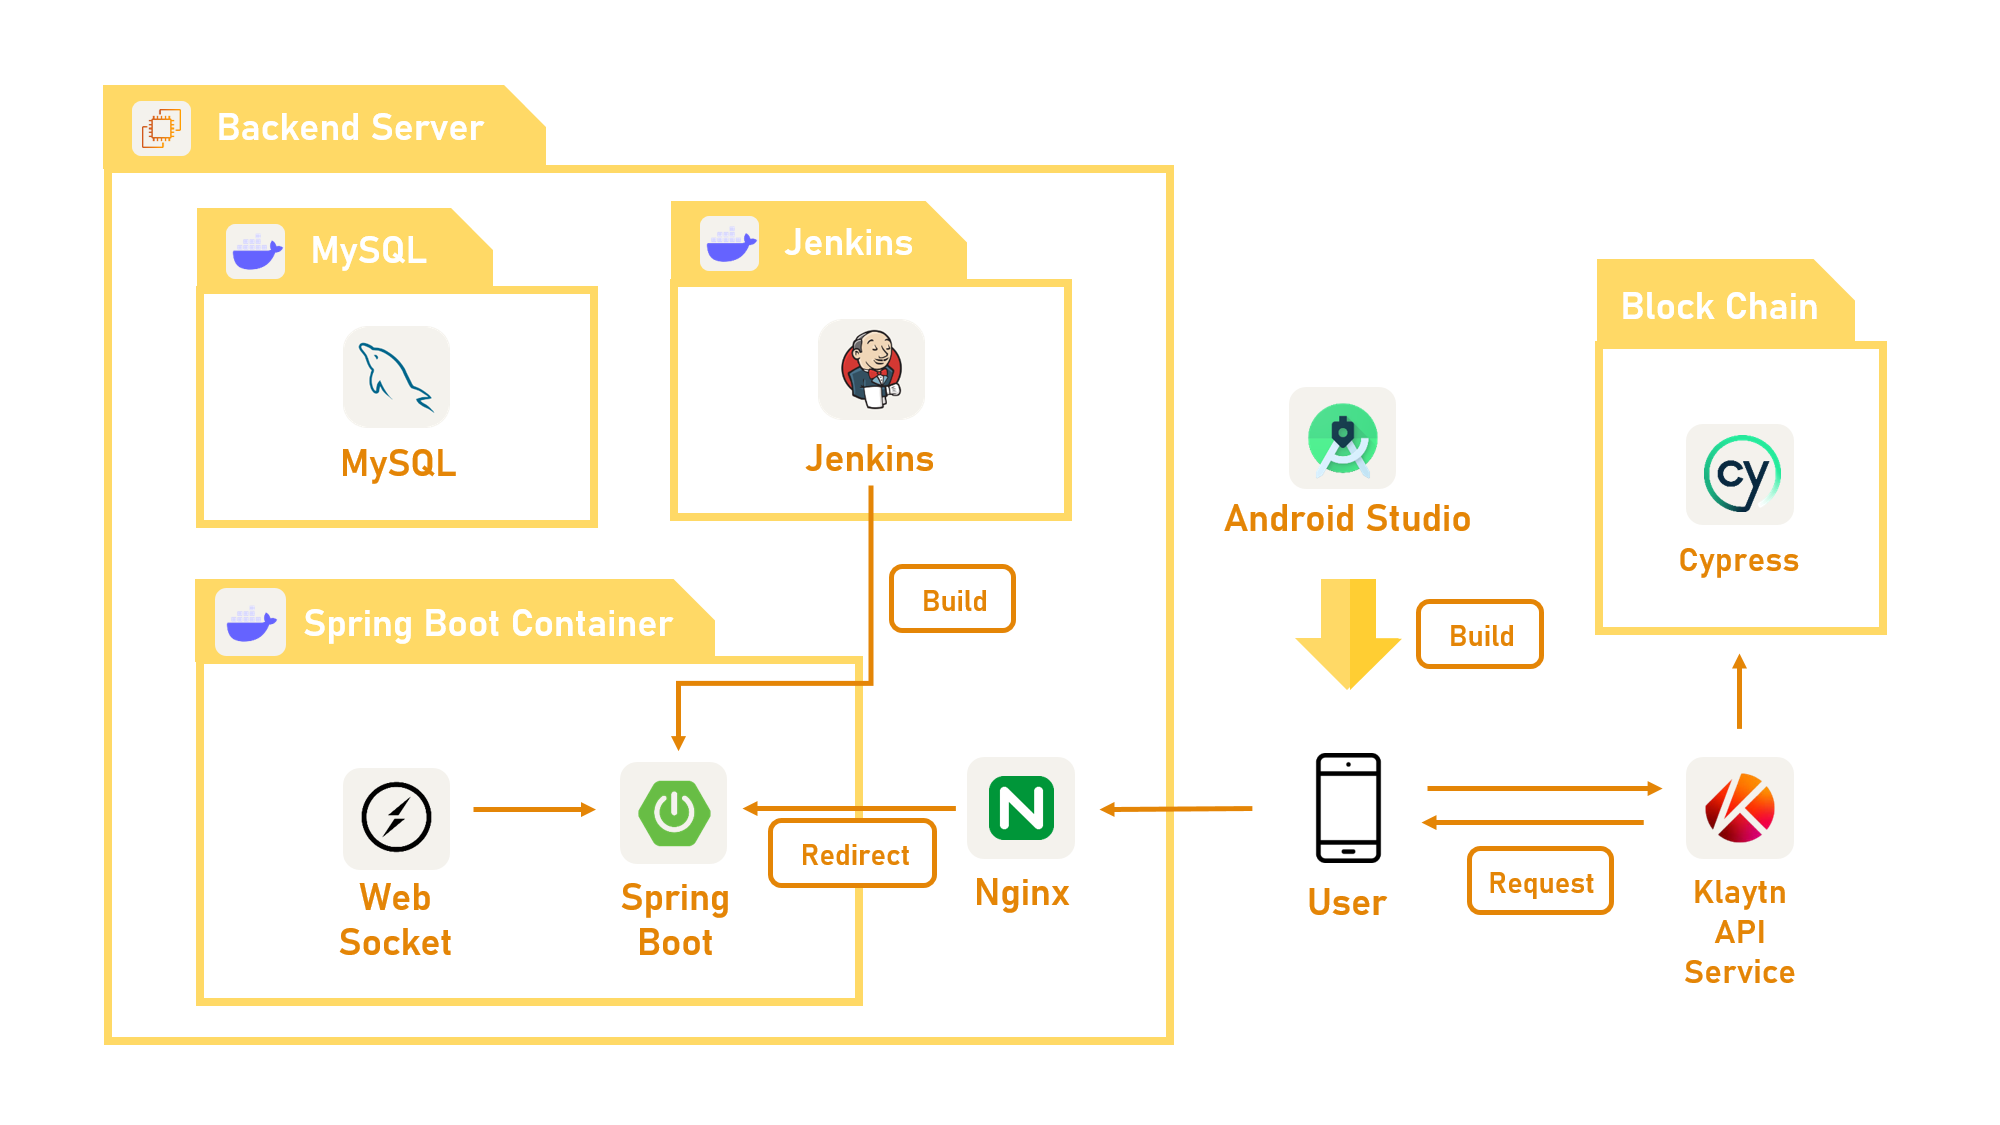 Backend Server
MySQL
Jenkins
MySQL
Jenkins
Block Chain
cy
Cypress
Android Studio
Build
Build
Spring Boot Container
Web
Socket
Spring
Boot
Redirect
N
Nginx
User
Request
Klaytn
API
Service